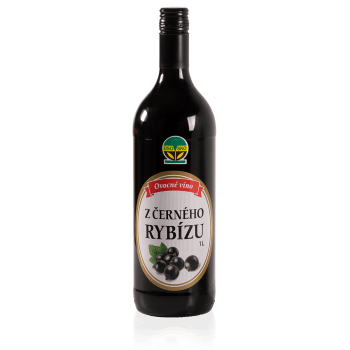 Ovocné víno
Z ČERNÉHO
RYBÍZU
1L